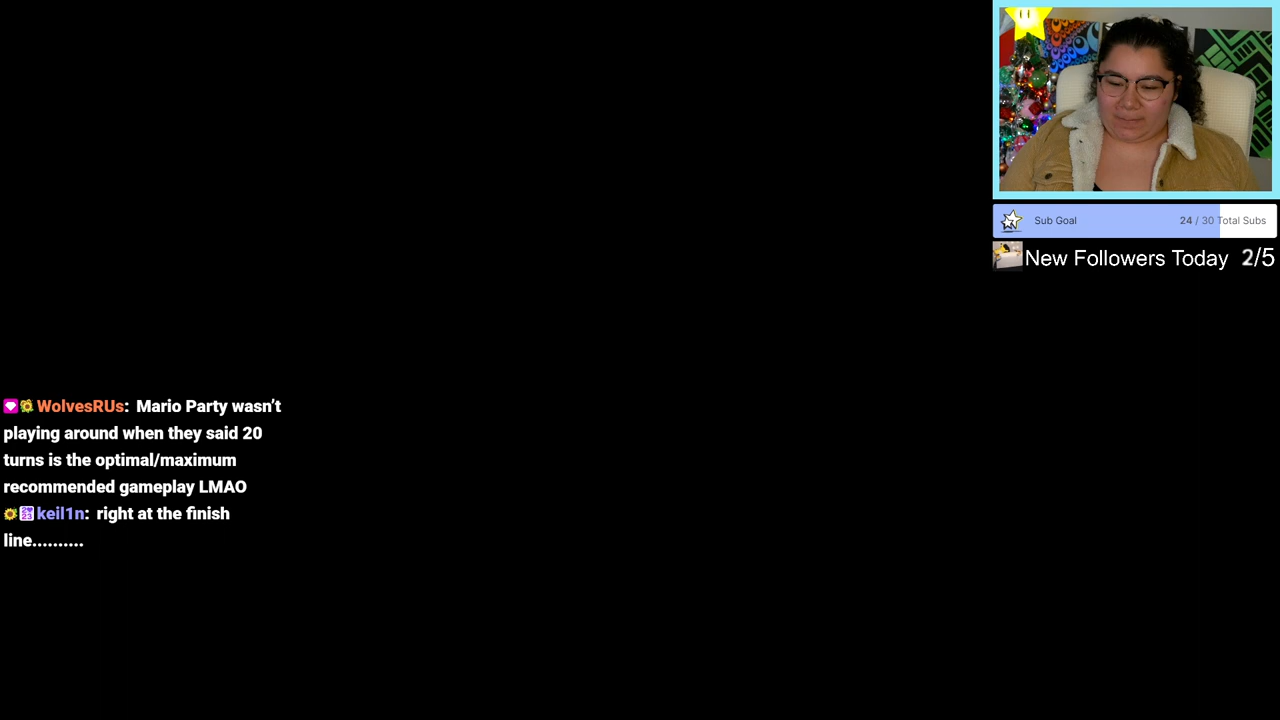 Sub Goal 24 / 30 Total Subs
New Followers Today 2/5
WolvesRUs: Mario Party wasn't
playing around when they said 20
turns is the optimal/maximum
recommended gameplay LMAO
keil1n: right at the finish
line..........